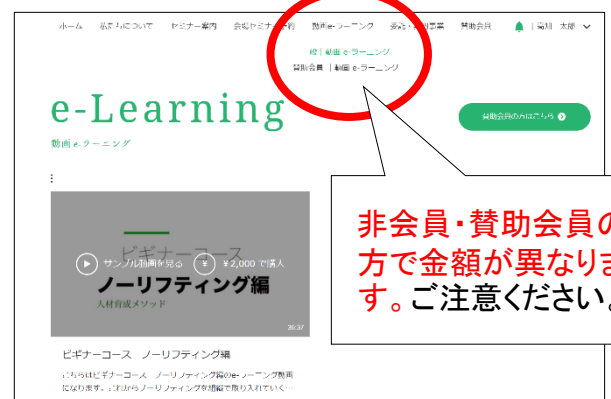 ホーム 私たちについて セミナー案内 会場セミナー予約 動画e-ラーニング 委託・補助事業 賛助会員 高知 太郎
一般 | 動画 e-ラーニング
賛助会員 | 動画 e-ラーニング
e-Learning
動画 e-ラーニング
賛助会員の方はこちら
非会員・賛助会員の
方で金額が異なりま
す。ご注意ください。
ビギナーコース
サンプル動画を見る ¥ ¥2,000 で購入
ノーリフティング編
人材育成メソッド
30:37
ビギナーコース ノーリフティング編
こちらはビギナーコース ノーリフティング編のe-ラーニング動画
になります。これからノーリフティングを組織で取り入れていく…